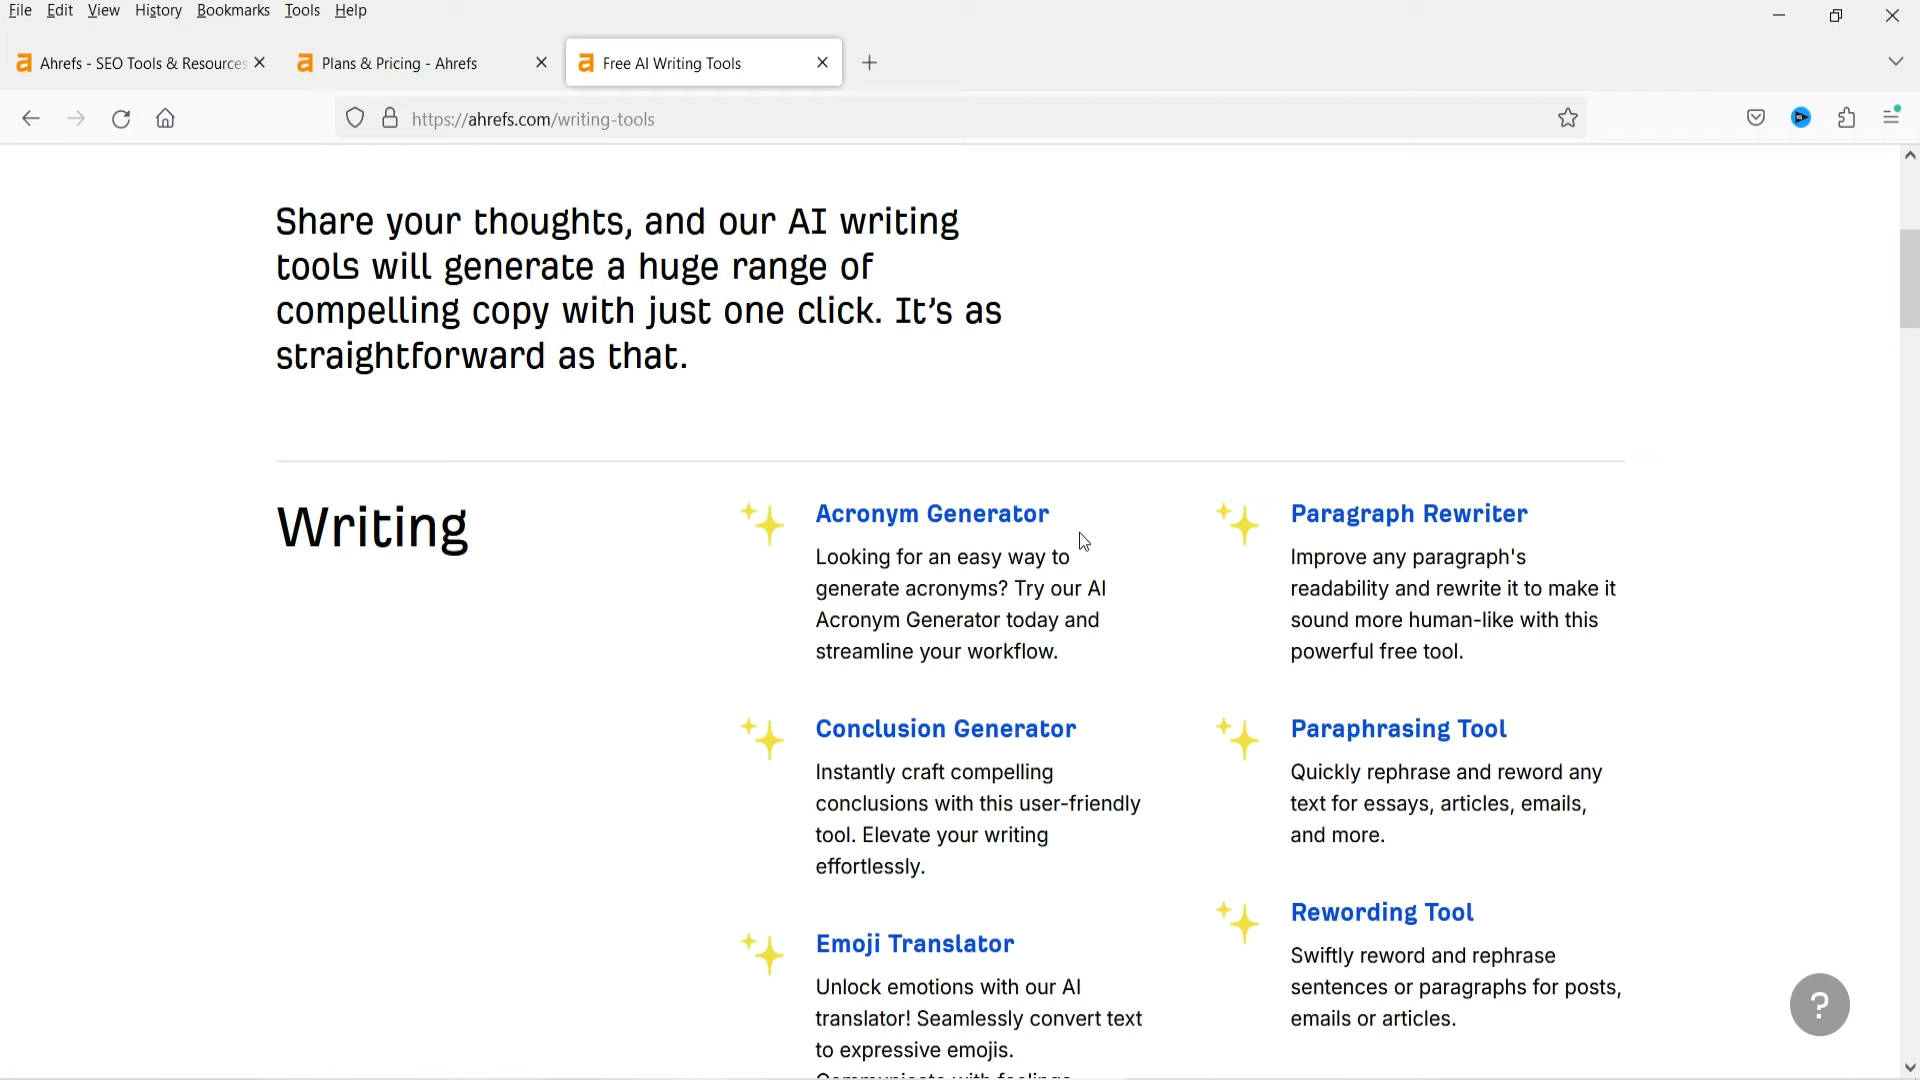 File Edit View History Bookmarks Tools Help
Ahrefs - SEO Tools & Resources
Plans & Pricing - Ahrefs
Free AI Writing Tools
https://ahrefs.com/writing-tools
Share your thoughts, and our AI writing
tools will generate a huge range of
compelling copy with just one click. It’s as
straightforward as that.
Writing
Acronym Generator
Looking for an easy way to
generate acronyms? Try our AI
Acronym Generator today and
streamline your workflow.
Paragraph Rewriter
Improve any paragraph's
readability and rewrite it to make it
sound more human-like with this
powerful free tool.
Conclusion Generator
Instantly craft compelling
conclusions with this user-friendly
tool. Elevate your writing
effortlessly.
Paraphrasing Tool
Quickly rephrase and reword any
text for essays, articles, emails,
and more.
Emoji Translator
Unlock emotions with our AI
translator! Seamlessly convert text
to expressive emojis.
Rewording Tool
Swiftly reword and rephrase
sentences or paragraphs for posts,
emails or articles.
?